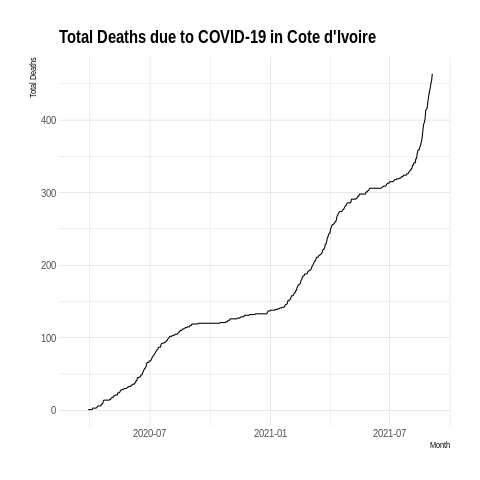 Total Deaths due to COVID-19 in Cote d'Ivoire
Total Deaths
400
300
200
100
0
2020-07
2021-01
2021-07
Month